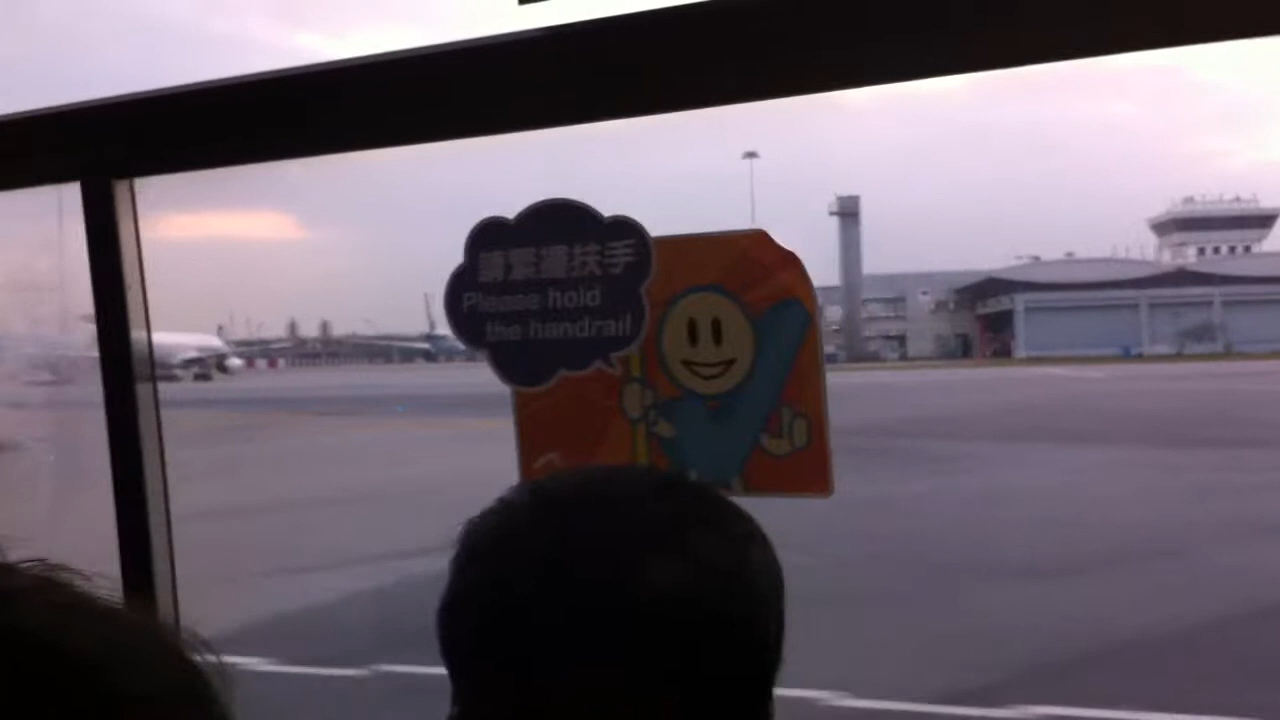 請緊握扶手
Please hold
the handrail